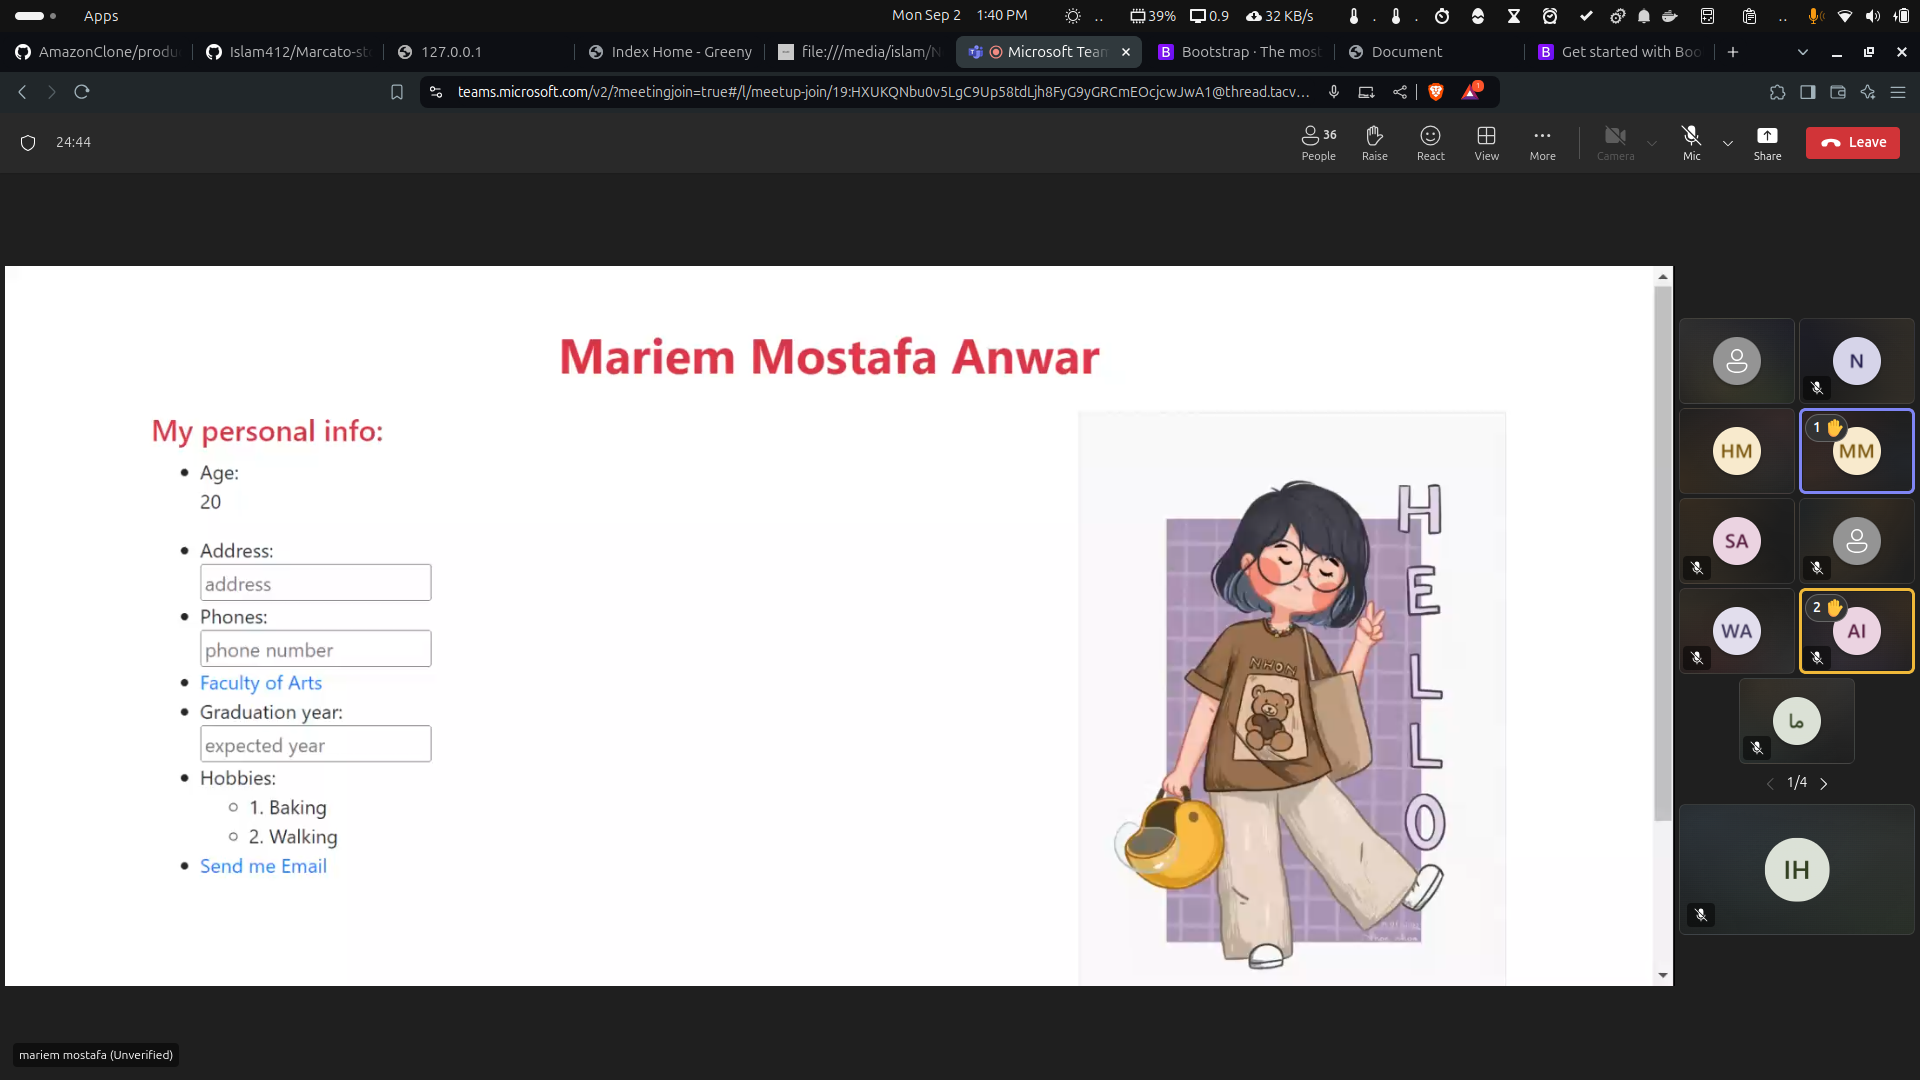 Apps
Mon Sep 2 1:40 PM
39%
0.9
32 KB/s
AmazonClone/produ
Islam412/Marcato-st
127.0.0.1
Index Home - Greeny
file:///media/islam/N
Microsoft Team
Bootstrap · The most
Document
Get started with Boo
teams.microsoft.com/v2/?meetingjoin=true#/l/meetup-join/19:HXUKQNbu0v5LgC9Up58tdLjh8FyG9yGRCmEOcjcwJwA1@thread.tacv...
1
24:44
36
People
Raise
React
View
More
Camera
Mic
Share
Leave
Mariem Mostafa Anwar
My personal info:
Age:
20
Address:
address
Phones:
phone number
Faculty of Arts
Graduation year:
expected year
Hobbies:
1. Baking
2. Walking
Send me Email
HELLO
NHON
N
HM
1
MM
SA
WA
2
AI
ما
1/4
IH
mariem mostafa (Unverified)